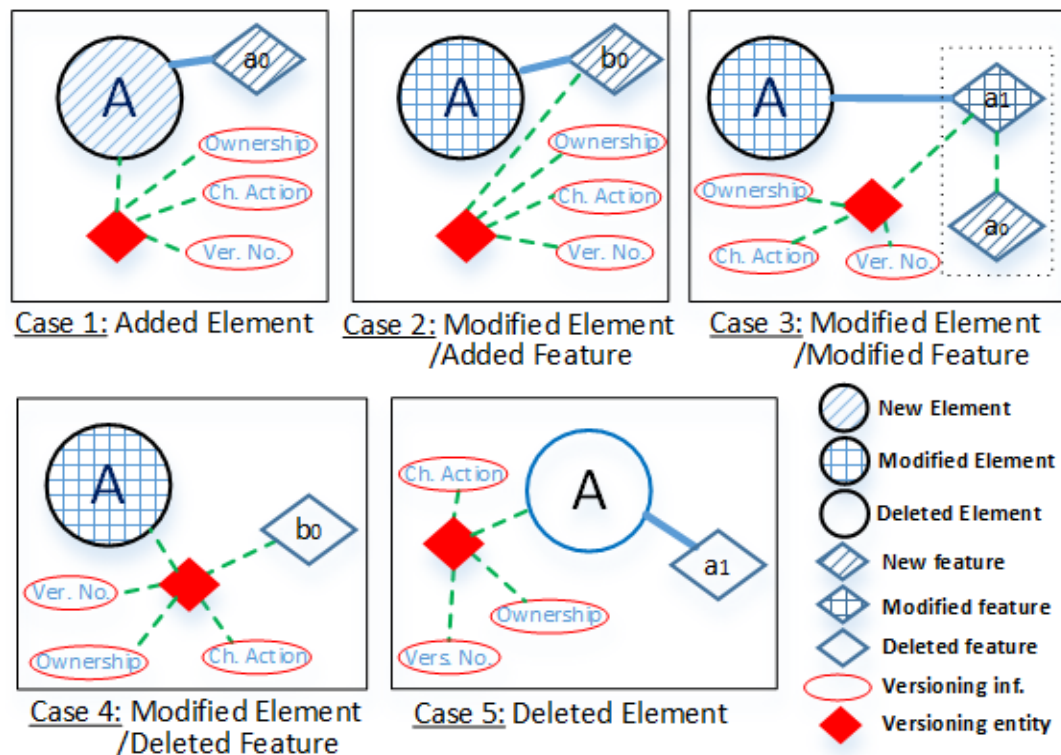 A
a0
Ownership
Ch. Action
Ver. No.
Case 1: Added Element
A
b0
Ownership
Ch. Action
Ver. No.
Case 2: Modified Element
/Added Feature
A
a1
Ownership
a0
Ch. Action
Ver. No.
Case 3: Modified Element
/Modified Feature
A
b0
Ver. No.
Ownership
Ch. Action
Case 4: Modified Element
/Deleted Feature
Ch. Action
A
a1
Ownership
Vers. No.
Case 5: Deleted Element
New Element
Modified Element
Deleted Element
New feature
Modified feature
Deleted feature
Versioning inf.
Versioning entity